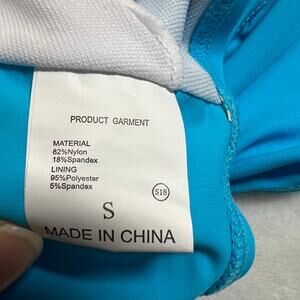 PRODUCT GARMENT
MATERIAL
82%Nylon
18%Spandex
LINING
95%Polyester
5%Spandex
S18
S
MADE IN CHINA